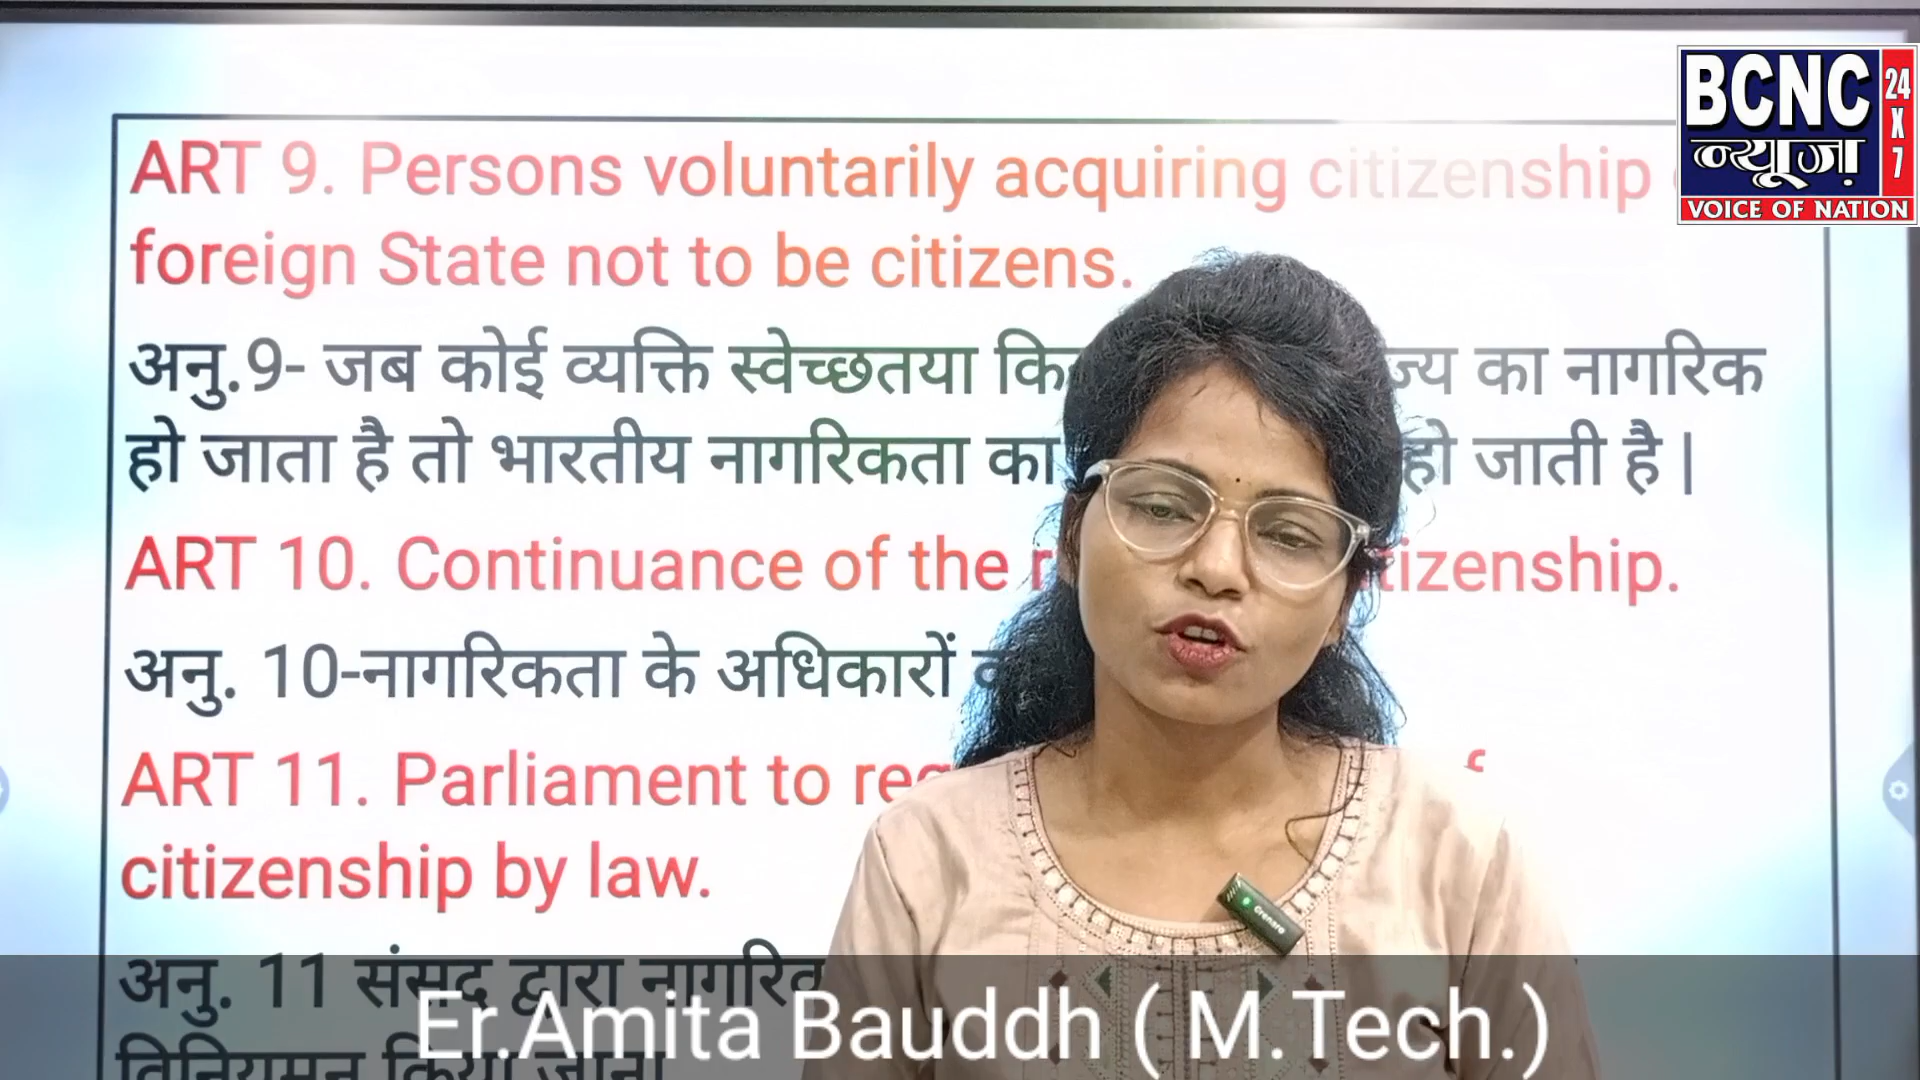 BCNC
24
X
7
न्यूज़
VOICE OF NATION
ART 9. Persons voluntarily acquiring citizenship
foreign State not to be citizens.
अनु.9- जब कोई व्यक्ति स्वेच्छतया का नागरिक
हो जाता है तो भारतीय नागरिकता का हो जाती है |
ART 10. Continuance of the
अनु. 10-नागरिकता के अधिकारों
ART 11. Parliament to
citizenship by law.
अनु. 11 संसद द्वारा
विनियमन किया जाना
Er.Amita Bauddh ( M.Tech.)